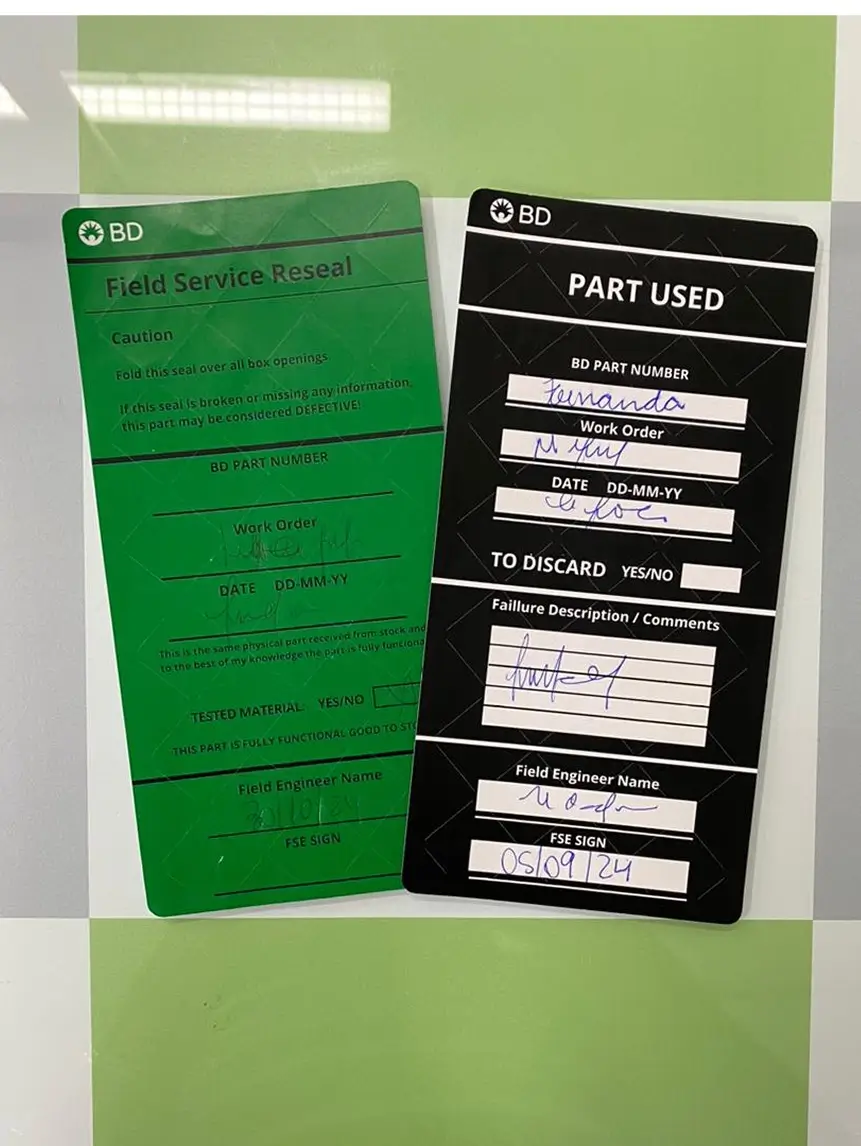 BD
Field Service Reseal
Caution
Fold this seal over all box openings
If this seal is broken or missing any information,
this part may be considered DEFECTIVE!
BD PART NUMBER
Work Order
DATE DD-MM-YY
This is the same physical part received from stock and
to the best of my knowledge the part is fully functiona
TESTED MATERIAL: YES/NO
THIS PART IS FULLY FUNCTIONAL GOOD TO STO
Field Engineer Name
FSE SIGN
BD
PART USED
BD PART NUMBER
Fernanda
Work Order
DATE DD-MM-YY
TO DISCARD YES/NO
Faillure Description / Comments
Field Engineer Name
FSE SIGN
05/09/24